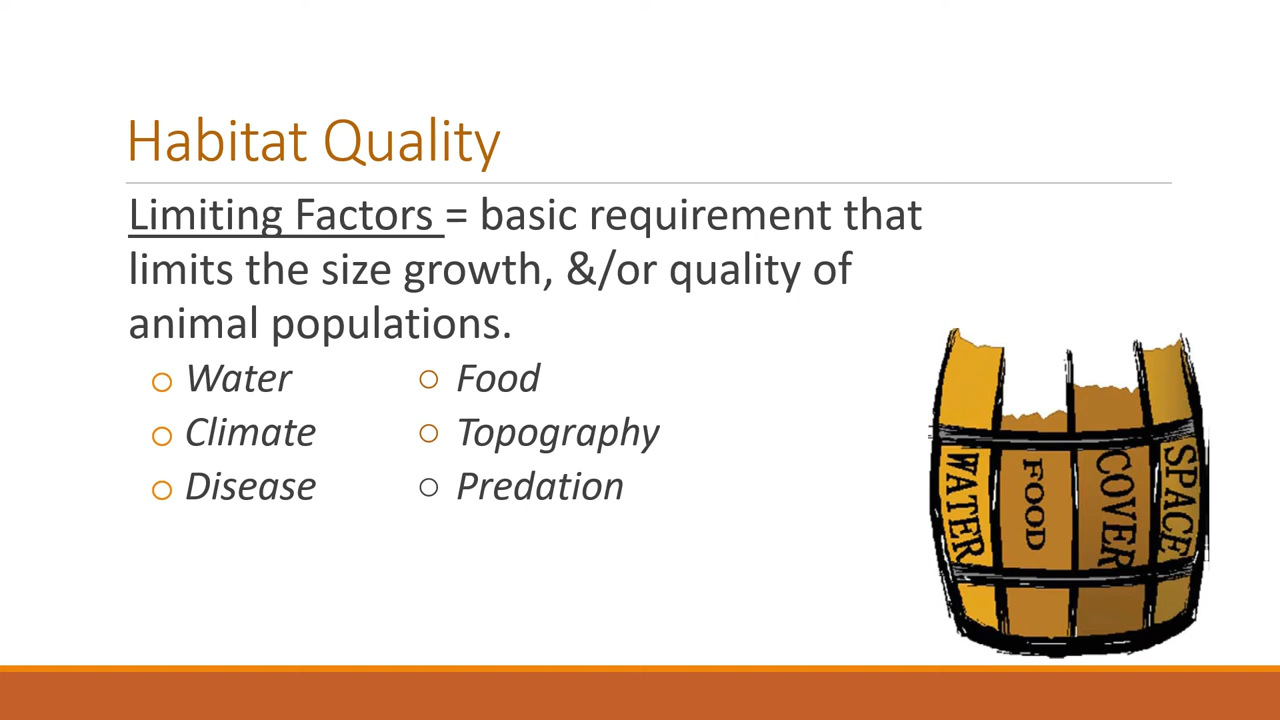 Habitat Quality
Limiting Factors = basic requirement that
limits the size growth, &/or quality of
animal populations.
Water
Climate
Disease
Food
Topography
Predation
WATER
FOOD
COVER
SPACE